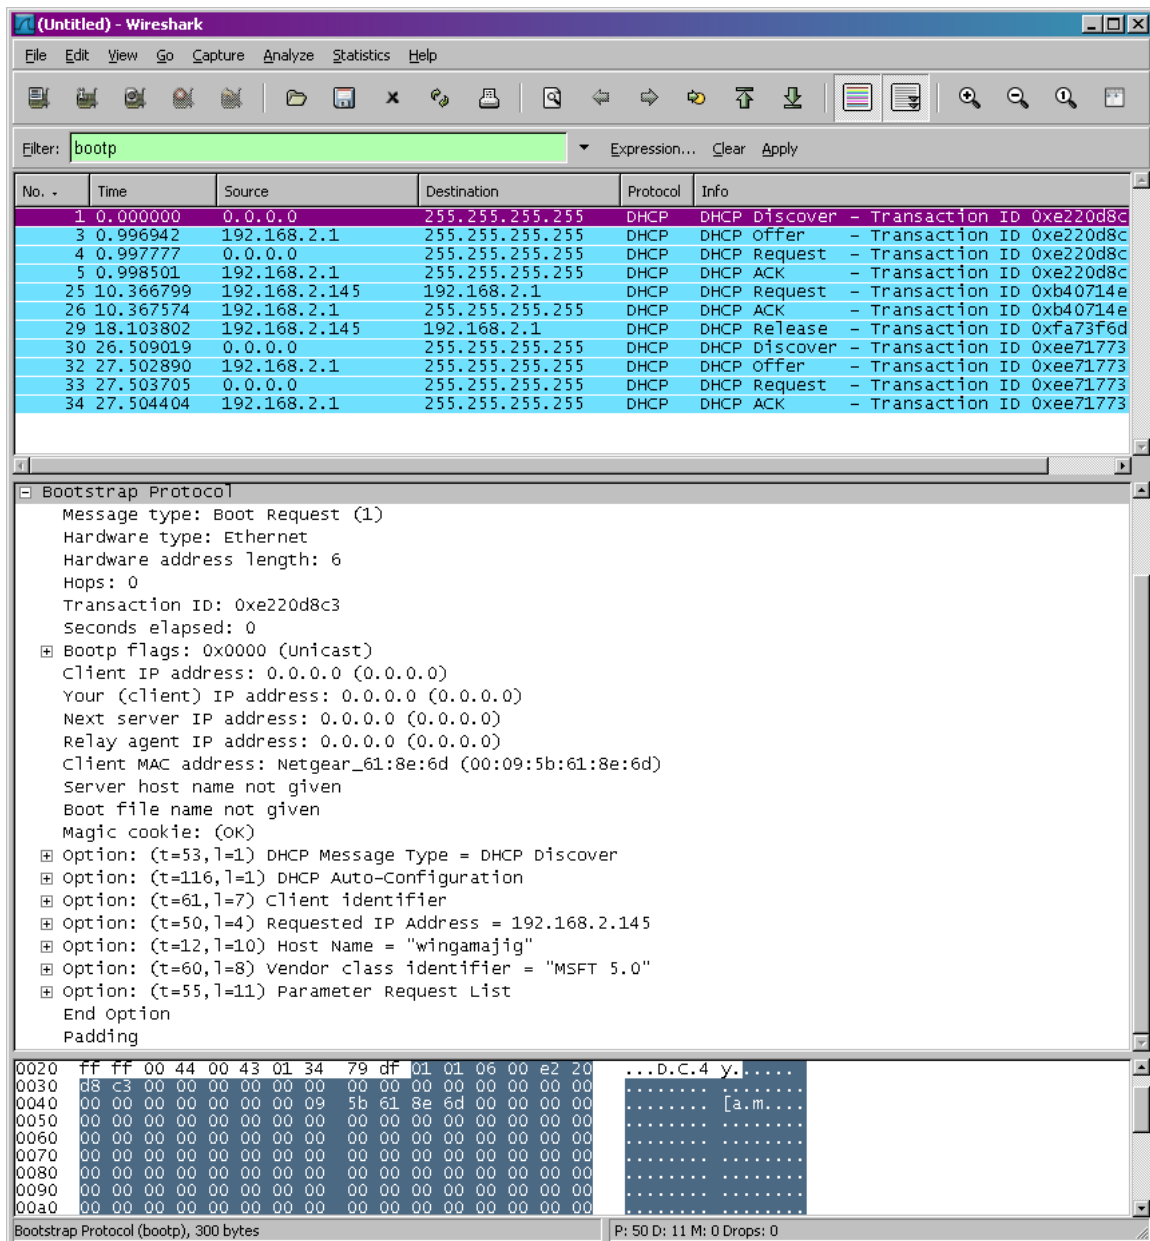 (Untitled) - Wireshark
File Edit View Go Capture Analyze Statistics Help
Filter: bootp Expression... Clear Apply
No. Time Source Destination Protocol Info
1 0.000000 0.0.0.0 255.255.255.255 DHCP DHCP Discover - Transaction ID 0xe220d8c
3 0.996942 192.168.2.1 255.255.255.255 DHCP DHCP Offer - Transaction ID 0xe220d8c
4 0.997777 0.0.0.0 255.255.255.255 DHCP DHCP Request - Transaction ID 0xe220d8c
5 0.998501 192.168.2.1 255.255.255.255 DHCP DHCP ACK - Transaction ID 0xe220d8c
25 10.366799 192.168.2.145 192.168.2.1 DHCP DHCP Request - Transaction ID 0xb40714e
26 10.367574 192.168.2.1 255.255.255.255 DHCP DHCP ACK - Transaction ID 0xb40714e
29 18.103802 192.168.2.145 192.168.2.1 DHCP DHCP Release - Transaction ID 0xfa73f6d
30 26.509019 0.0.0.0 255.255.255.255 DHCP DHCP Discover - Transaction ID 0xee71773
32 27.502890 192.168.2.1 255.255.255.255 DHCP DHCP Offer - Transaction ID 0xee71773
33 27.503705 0.0.0.0 255.255.255.255 DHCP DHCP Request - Transaction ID 0xee71773
34 27.504404 192.168.2.1 255.255.255.255 DHCP DHCP ACK - Transaction ID 0xee71773
Bootstrap Protocol
Message type: Boot Request (1)
Hardware type: Ethernet
Hardware address length: 6
Hops: 0
Transaction ID: 0xe220d8c3
Seconds elapsed: 0
Bootp flags: 0x0000 (Unicast)
Client IP address: 0.0.0.0 (0.0.0.0)
Your (client) IP address: 0.0.0.0 (0.0.0.0)
Next server IP address: 0.0.0.0 (0.0.0.0)
Relay agent IP address: 0.0.0.0 (0.0.0.0)
Client MAC address: Netgear_61:8e:6d (00:09:5b:61:8e:6d)
Server host name not given
Boot file name not given
Magic cookie: (OK)
Option: (t=53,l=1) DHCP Message Type = DHCP Discover
Option: (t=116,l=1) DHCP Auto-Configuration
Option: (t=61,l=7) Client identifier
Option: (t=50,l=4) Requested IP Address = 192.168.2.145
Option: (t=12,l=10) Host Name = "wingamajig"
Option: (t=60,l=8) Vendor class identifier = "MSFT 5.0"
Option: (t=55,l=11) Parameter Request List
End Option
Padding
0020 ff ff 00 44 00 43 01 34 79 df 01 01 06 00 e2 20 ...D.C.4 y.......
0030 d8 c3 00 00 00 00 00 00 00 00 00 00 00 00 00 00 ........ ........
0040 00 00 00 00 00 00 00 09 5b 61 8e 6d 00 00 00 00 ........ [a.m....
0050 00 00 00 00 00 00 00 00 00 00 00 00 00 00 00 00 ........ ........
0060 00 00 00 00 00 00 00 00 00 00 00 00 00 00 00 00 ........ ........
0070 00 00 00 00 00 00 00 00 00 00 00 00 00 00 00 00 ........ ........
0080 00 00 00 00 00 00 00 00 00 00 00 00 00 00 00 00 ........ ........
0090 00 00 00 00 00 00 00 00 00 00 00 00 00 00 00 00 ........ ........
00a0 00 00 00 00 00 00 00 00 00 00 00 00 00 00 00 00 ........ ........
Bootstrap Protocol (bootp), 300 bytes P: 50 D: 11 M: 0 Drops: 0